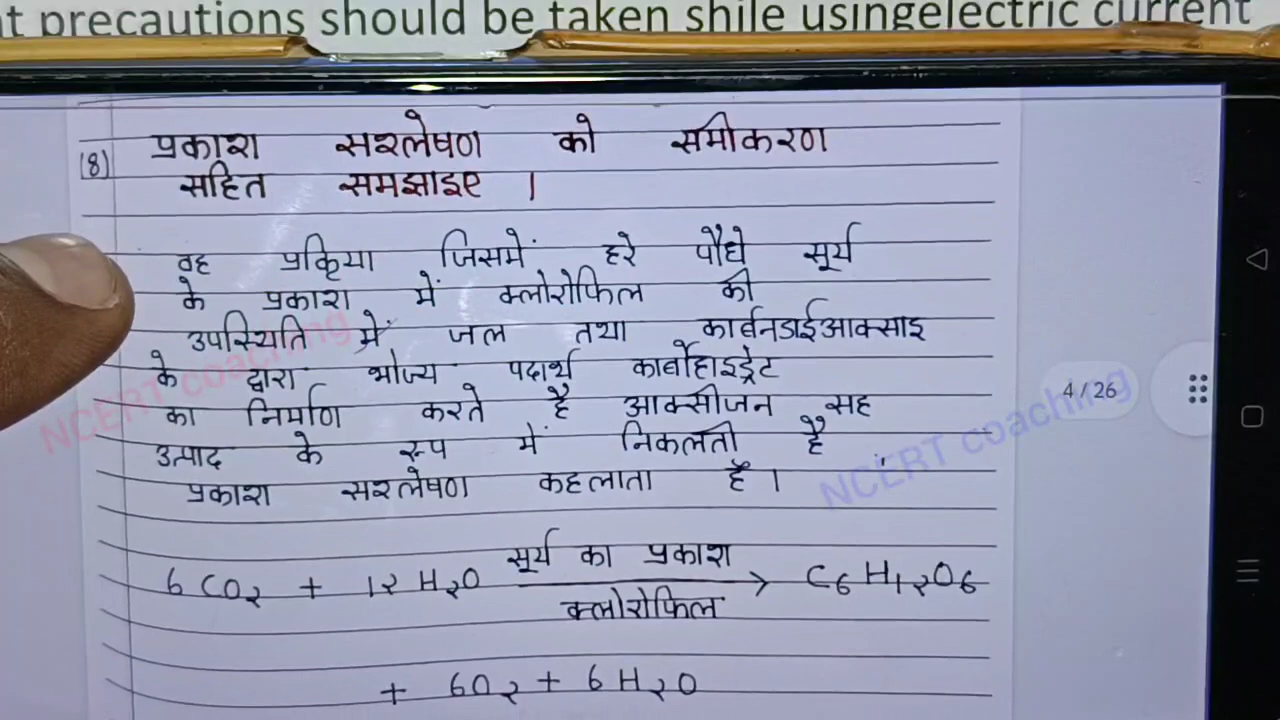 t precautions should be taken shile usingelectric current
(8) प्रकाश सश्लेषण को समीकरण
सहित समझाइए ।
वह प्रक्रिया जिसमें हरे पौधे सूर्य
के प्रकाश में क्लोरोफिल की
उपस्थिति में जल तथा कार्बनडाईआक्साइ
के द्वारा भोज्य पदार्थ कार्बोहाइड्रेट
का निर्माण करते है आक्सीजन सह
उत्पाद के रूप में निकलती है
प्रकाश सश्लेषण कहलाता है ।
6CO₂ + 12H₂O सूर्य का प्रकाश → C₆H₁₂O₆
क्लोरोफिल
+ 6O₂ + 6H₂O
4/26
NCERT coaching
NCERT coaching